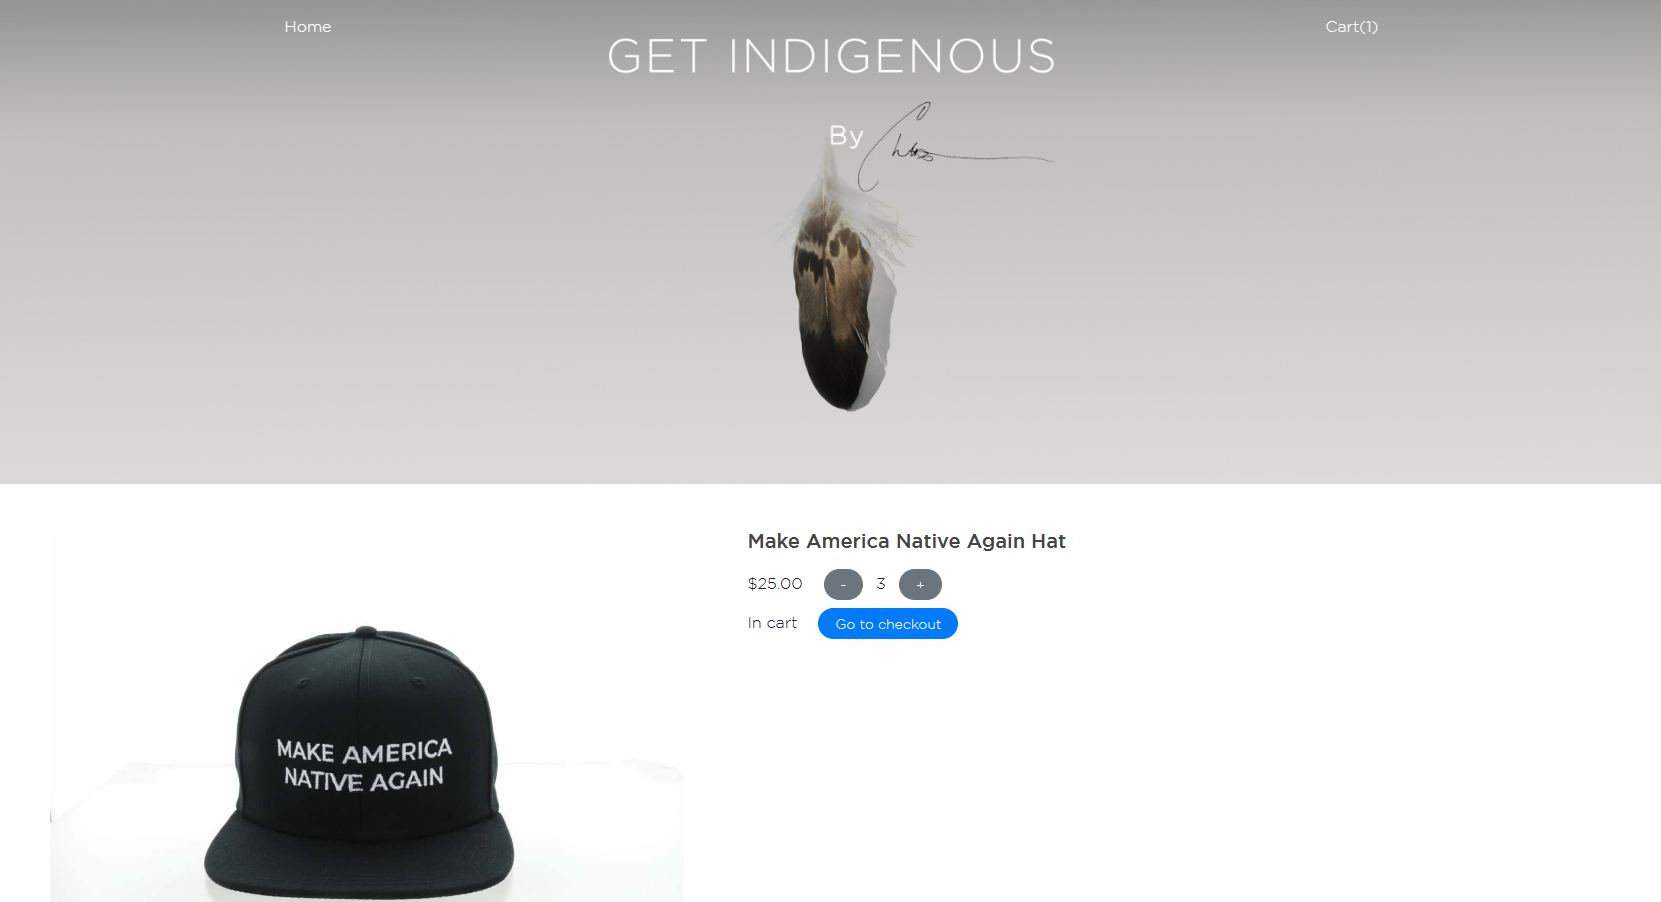 Home
Cart(1)
GET INDIGENOUS
By
Make America Native Again Hat
$25.00 - 3 +
In cart Go to checkout
MAKE AMERICA
NATIVE AGAIN